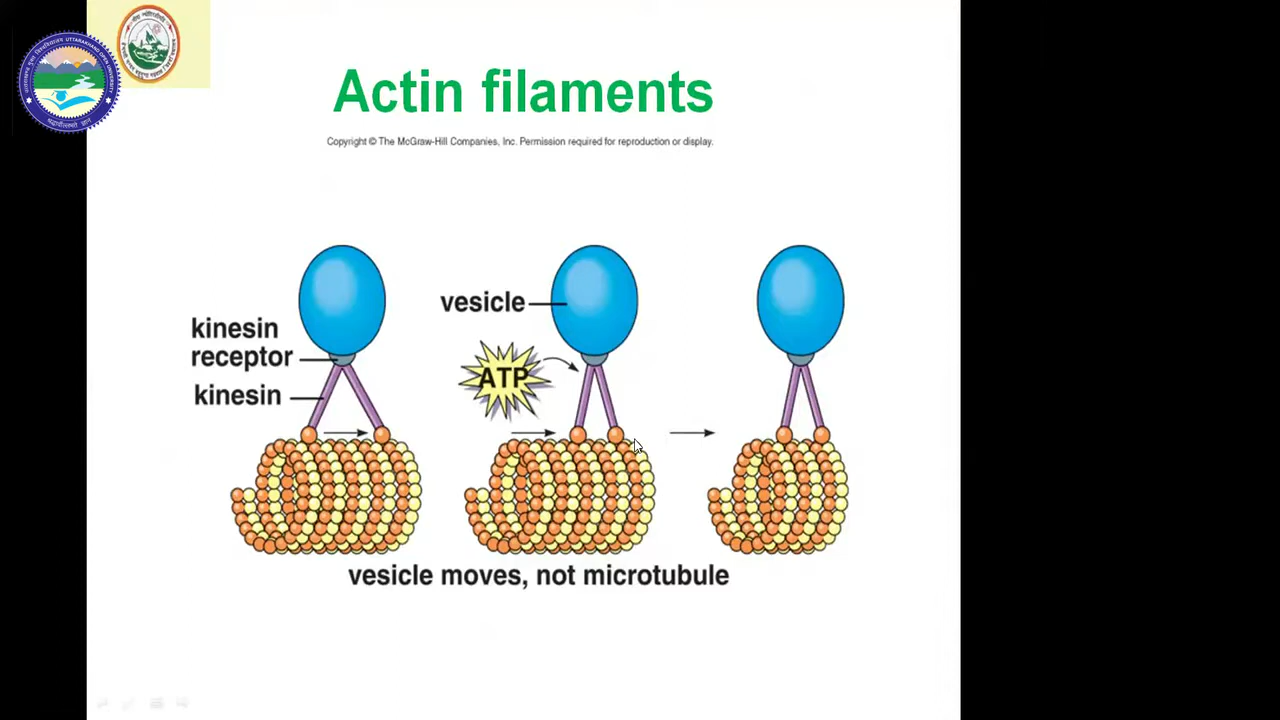 Actin filaments
Copyright © The McGraw-Hill Companies, Inc. Permission required for reproduction or display.
kinesin
receptor
kinesin
vesicle
ATP
vesicle moves, not microtubule